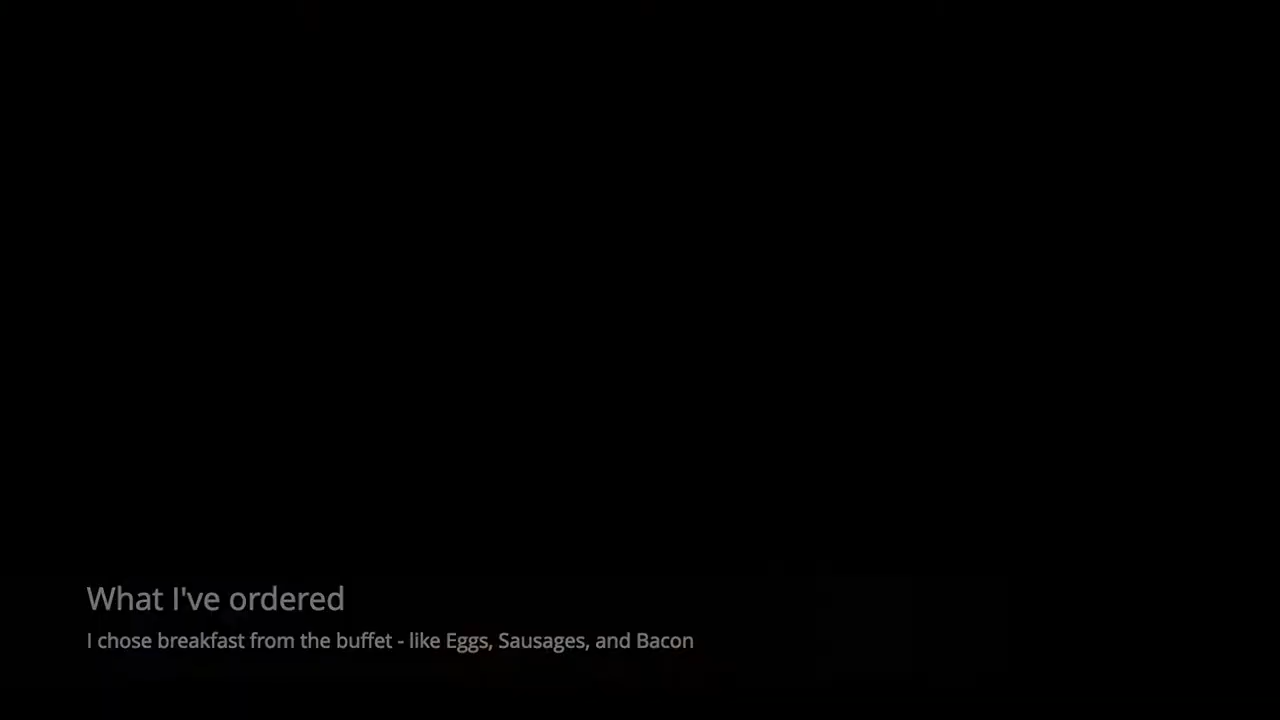 What I've ordered
I chose breakfast from the buffet - like Eggs, Sausages, and Bacon